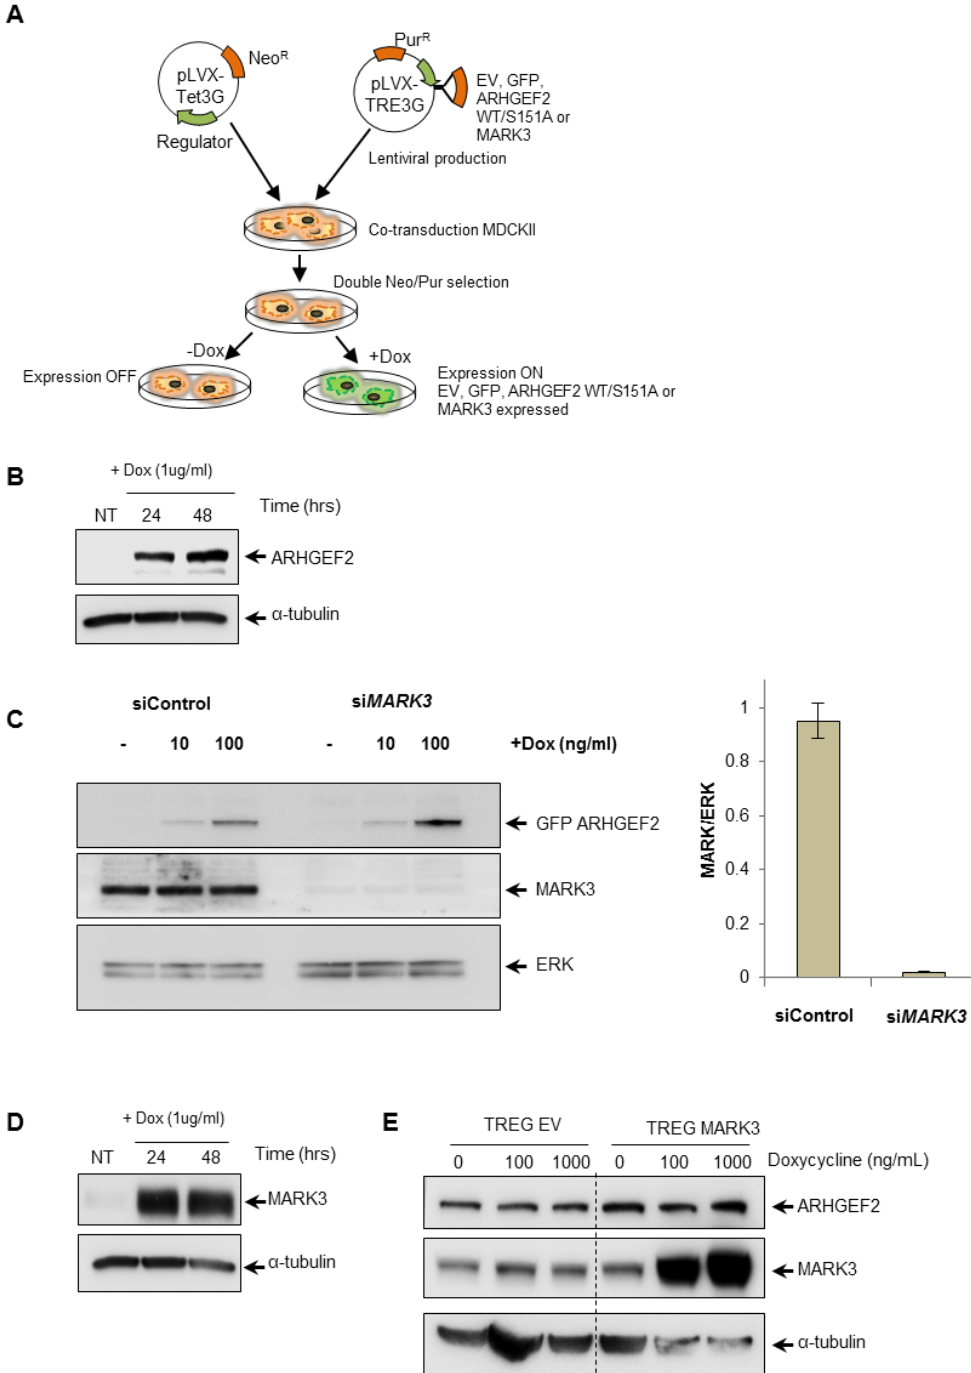 A
pLVX-
Tet3G
Neo^R
Regulator
Pur^R
pLVX-
TRE3G
EV, GFP,
ARHGEF2
WT/S151A or
MARK3
Lentiviral production
Co-transduction MDCKII
Double Neo/Pur selection
-Dox
+Dox
Expression OFF
Expression ON
EV, GFP, ARHGEF2 WT/S151A or
MARK3 expressed
B
+ Dox (1ug/ml)
NT 24 48 Time (hrs)
ARHGEF2
α-tubulin
C
siControl siMARK3
- 10 100 - 10 100 +Dox (ng/ml)
GFP ARHGEF2
MARK3
ERK
MARK/ERK
1
0.8
0.6
0.4
0.2
0
siControl siMARK3
D
+ Dox (1ug/ml)
NT 24 48 Time (hrs)
MARK3
α-tubulin
E
TREG EV TREG MARK3
0 100 1000 0 100 1000 Doxycycline (ng/mL)
ARHGEF2
MARK3
α-tubulin